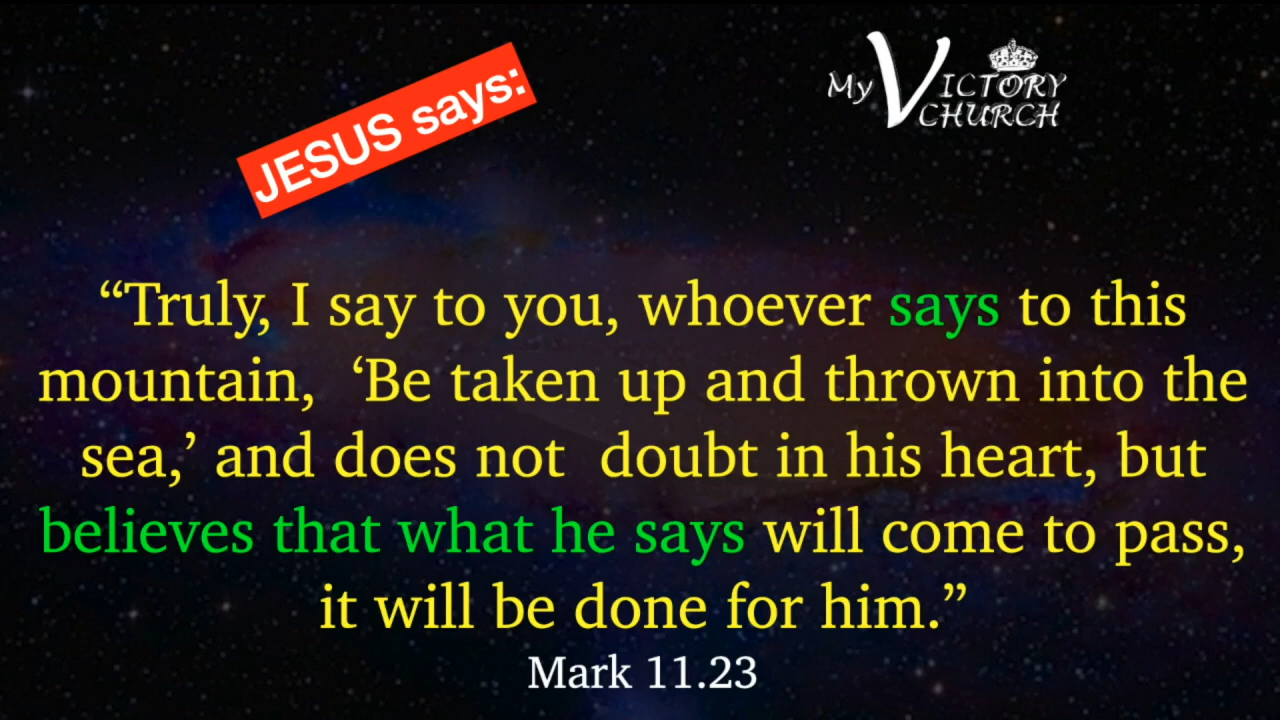 JESUS says:
My VICTORY
CHURCH
“Truly, I say to you, whoever says to this
mountain,  ‘Be taken up and thrown into the
sea,’ and does not  doubt in his heart, but
believes that what he says will come to pass,
it will be done for him.”
Mark 11.23